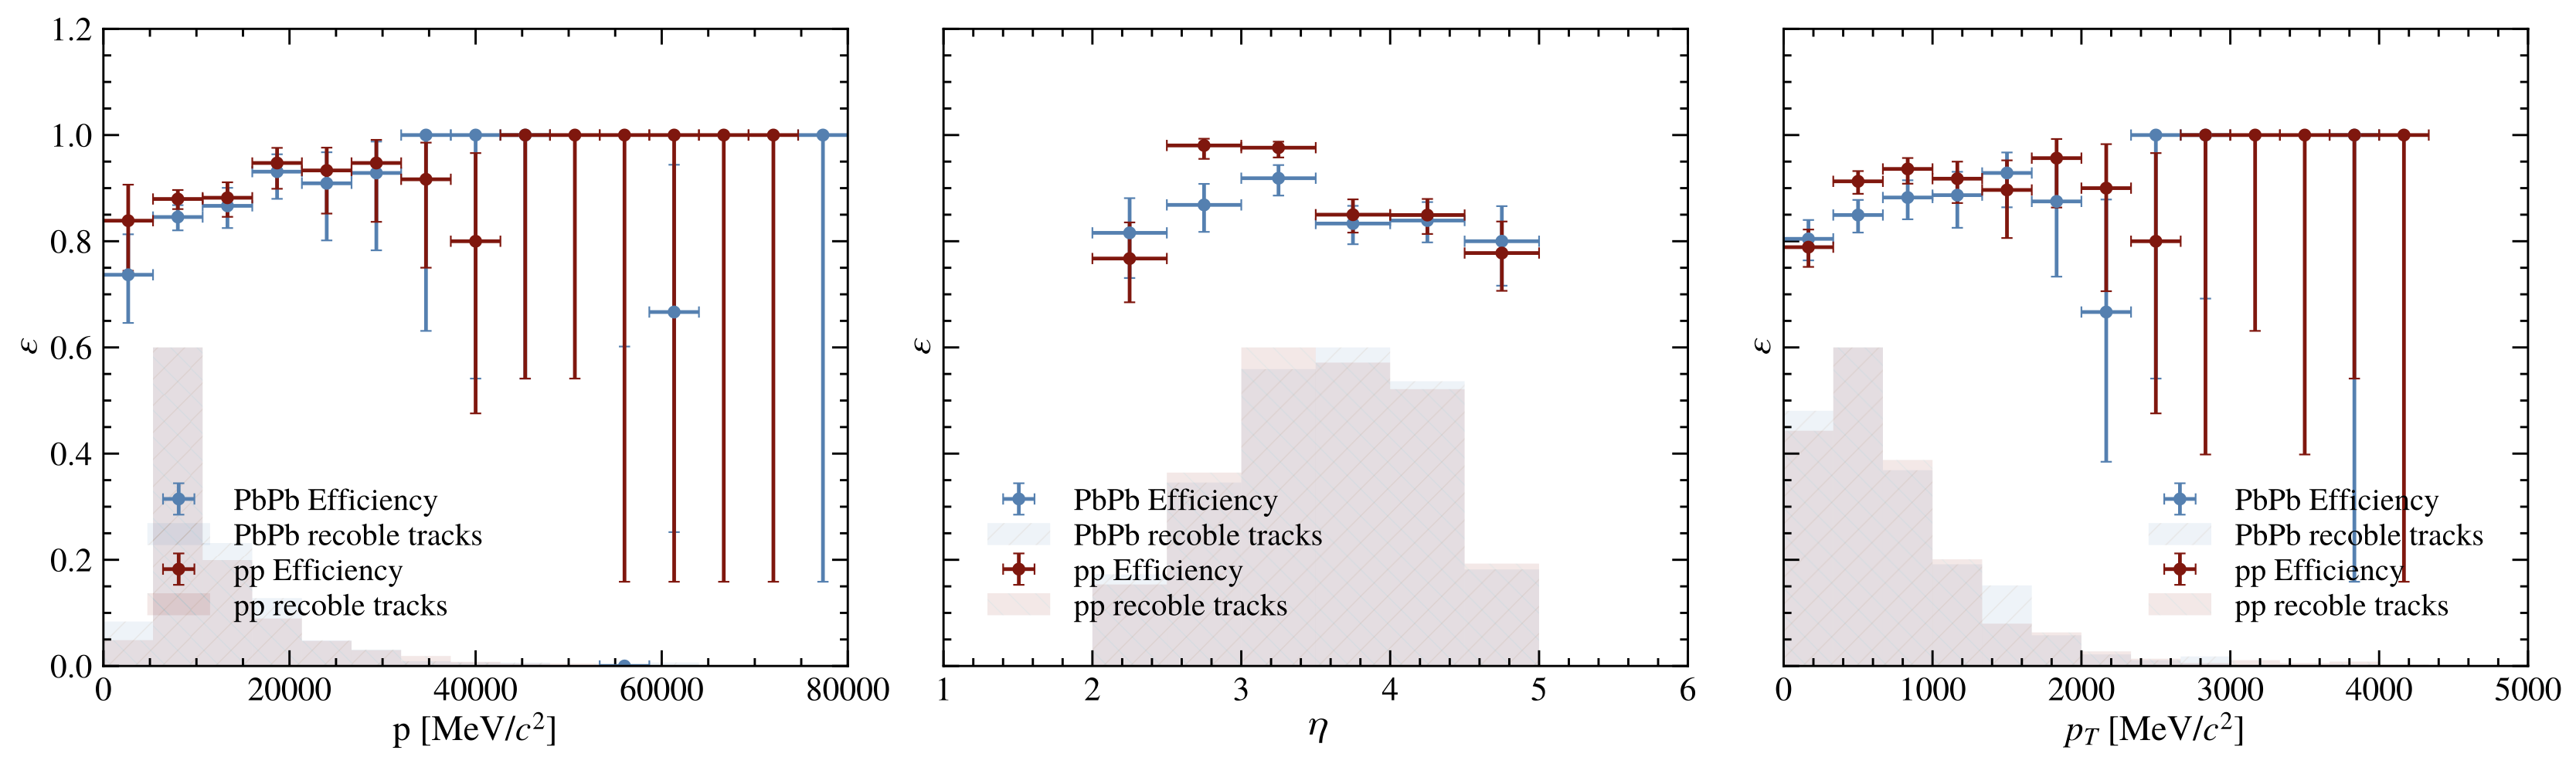 1.2
1.0
0.8
0.6
0.4
0.2
0.0
ε
PbPb Efficiency
PbPb recoble tracks
pp Efficiency
pp recoble tracks
0 20000 40000 60000 80000
p [MeV/c²]
ε
PbPb Efficiency
PbPb recoble tracks
pp Efficiency
pp recoble tracks
1 2 3 4 5 6
η
ε
PbPb Efficiency
PbPb recoble tracks
pp Efficiency
pp recoble tracks
0 1000 2000 3000 4000 5000
p_T [MeV/c²]